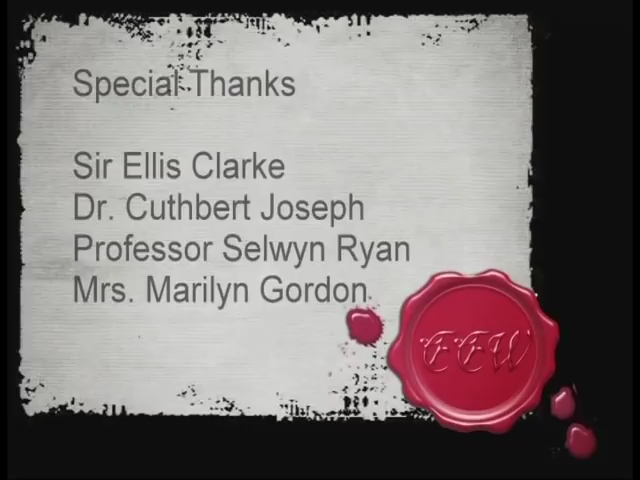 Special Thanks
Sir Ellis Clarke
Dr. Cuthbert Joseph
Professor Selwyn Ryan
Mrs. Marilyn Gordon